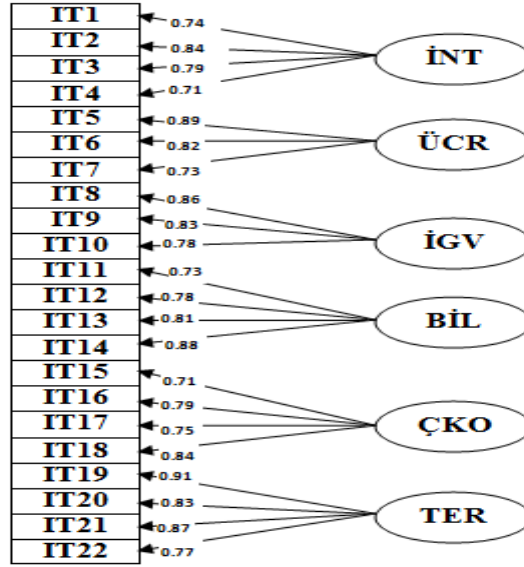 IT1
IT2
IT3
IT4
IT5
IT6
IT7
IT8
IT9
IT10
IT11
IT12
IT13
IT14
IT15
IT16
IT17
IT18
IT19
IT20
IT21
IT22
0.74
0.84
0.79
0.71
0.89
0.82
0.73
0.86
0.83
0.78
0.73
0.78
0.81
0.88
0.71
0.79
0.75
0.84
0.91
0.83
0.87
0.77
İNT
ÜCR
İGV
BİL
ÇKO
TER